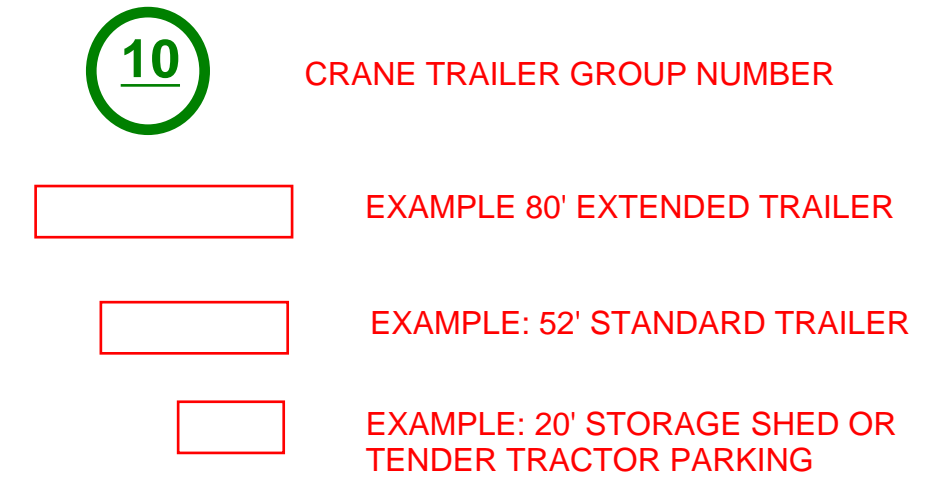 10
CRANE TRAILER GROUP NUMBER
EXAMPLE 80' EXTENDED TRAILER
EXAMPLE: 52' STANDARD TRAILER
EXAMPLE: 20' STORAGE SHED OR
TENDER TRACTOR PARKING